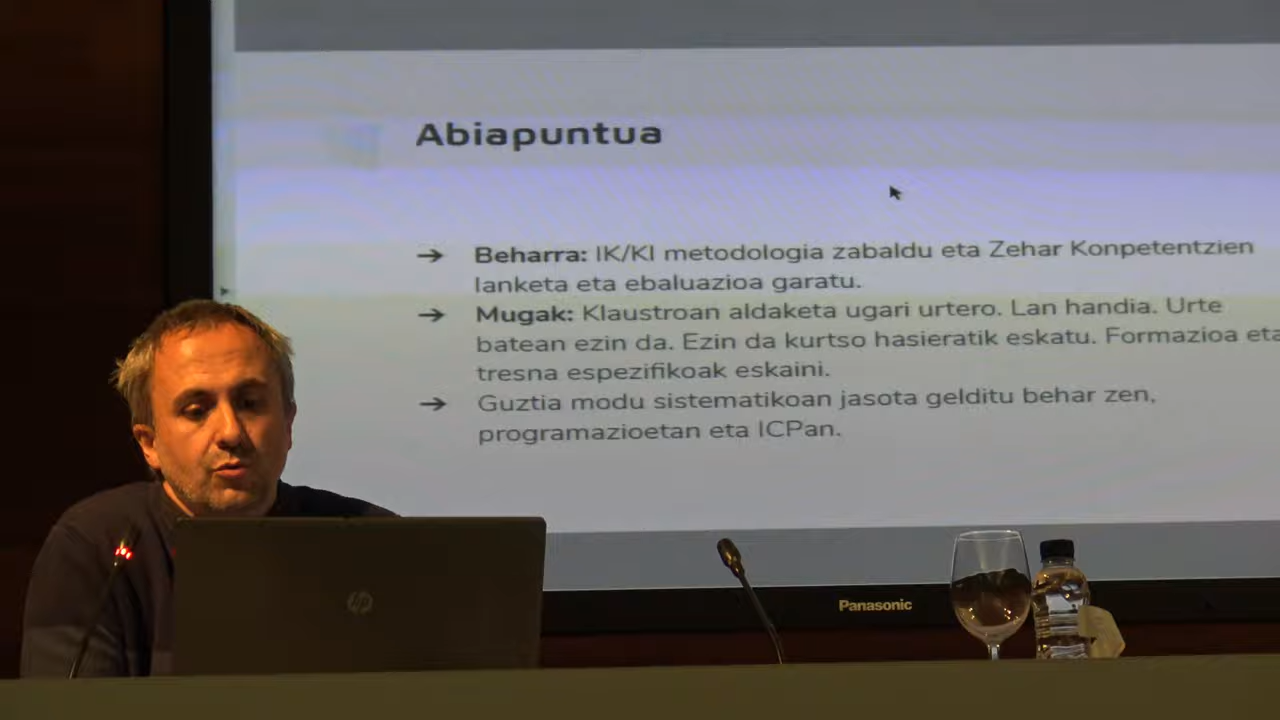 Abiapuntua
➔ Beharra: IK/KI metodologia zabaldu eta Zehar Konpetentzien
lanketa eta ebaluazioa garatu.
➔ Mugak: Klaustroan aldaketa ugari urtero. Lan handia. Urte
batean ezin da. Ezin da kurtso hasieratik eskatu. Formazioa eta
tresna espezifikoak eskaini.
➔ Guztia modu sistematikoan jasota gelditu behar zen,
programazioetan eta ICPan.
hp
Panasonic